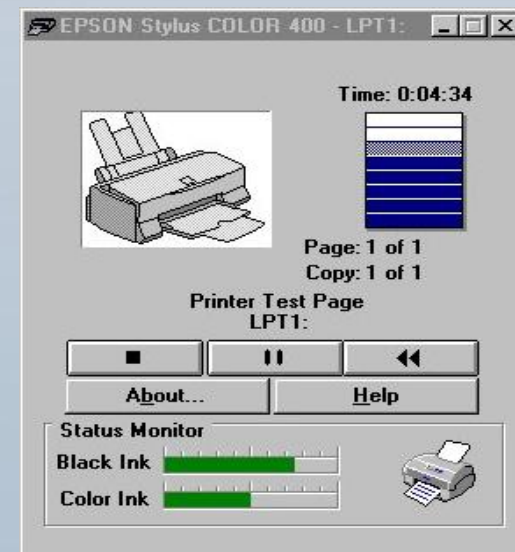 EPSON Stylus COLOR 400 - LPT1:
Time: 0:04:34
Page: 1 of 1
Copy: 1 of 1
Printer Test Page
LPT1:
About... Help
Status Monitor
Black Ink
Color Ink